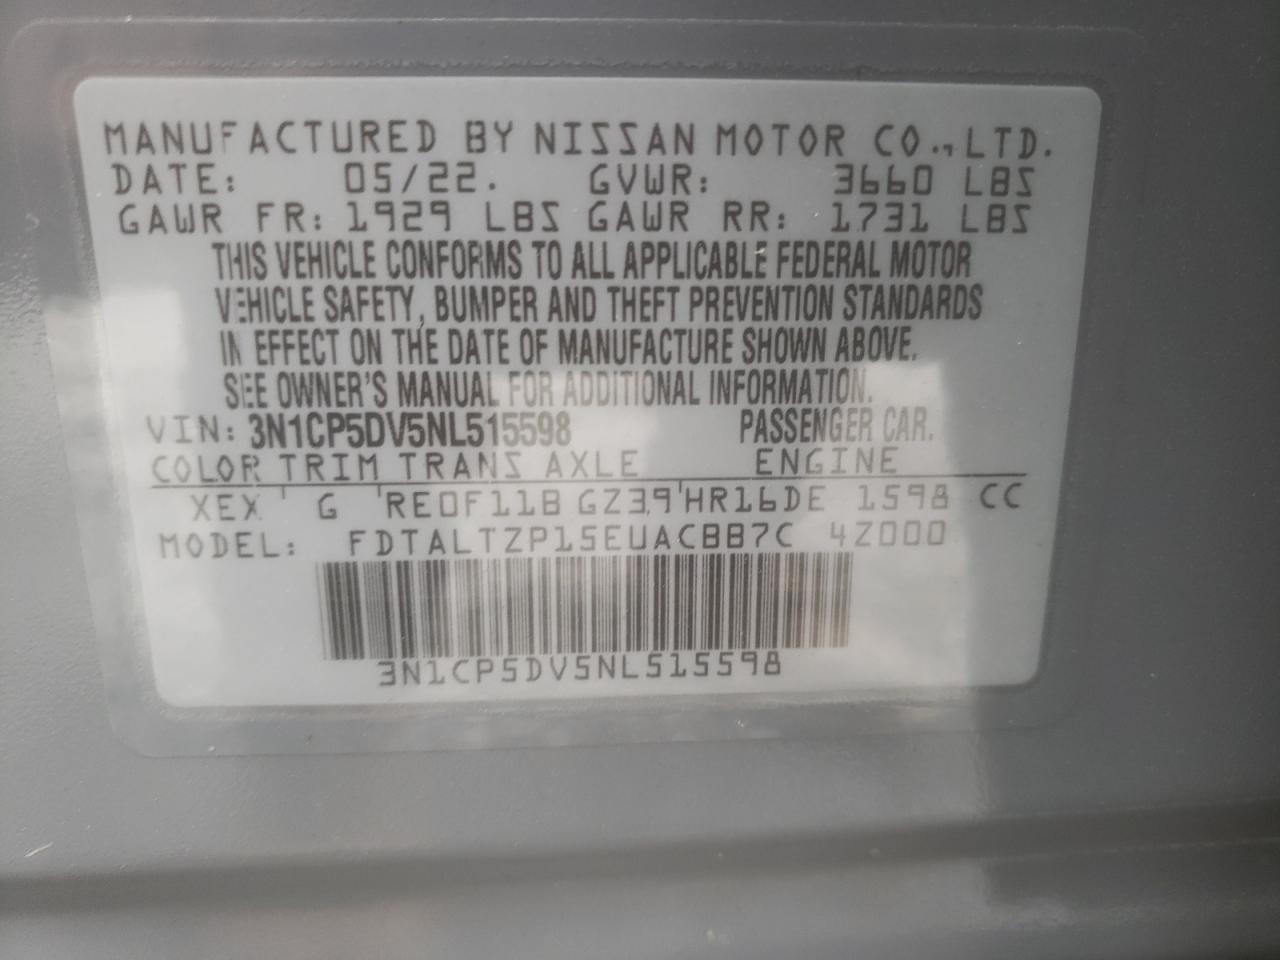 MANUFACTURED BY NISSAN MOTOR CO., LTD.
DATE: 05/22. GVWR: 3660 LBS
GAWR FR: 1929 LBS GAWR RR: 1731 LBS
THIS VEHICLE CONFORMS TO ALL APPLICABLE FEDERAL MOTOR
VEHICLE SAFETY, BUMPER AND THEFT PREVENTION STANDARDS
IN EFFECT ON THE DATE OF MANUFACTURE SHOWN ABOVE.
SEE OWNER'S MANUAL FOR ADDITIONAL INFORMATION.
VIN: 3N1CP5DV5NL515598 PASSENGER CAR.
COLOR TRIM TRANS AXLE ENGINE
XEX ' G 'RE0F11B GZ39'HR16DE 1598 CC
MODEL: FDTALTZP15EUACBB7C 4Z000
3N1CP5DV5NL515598